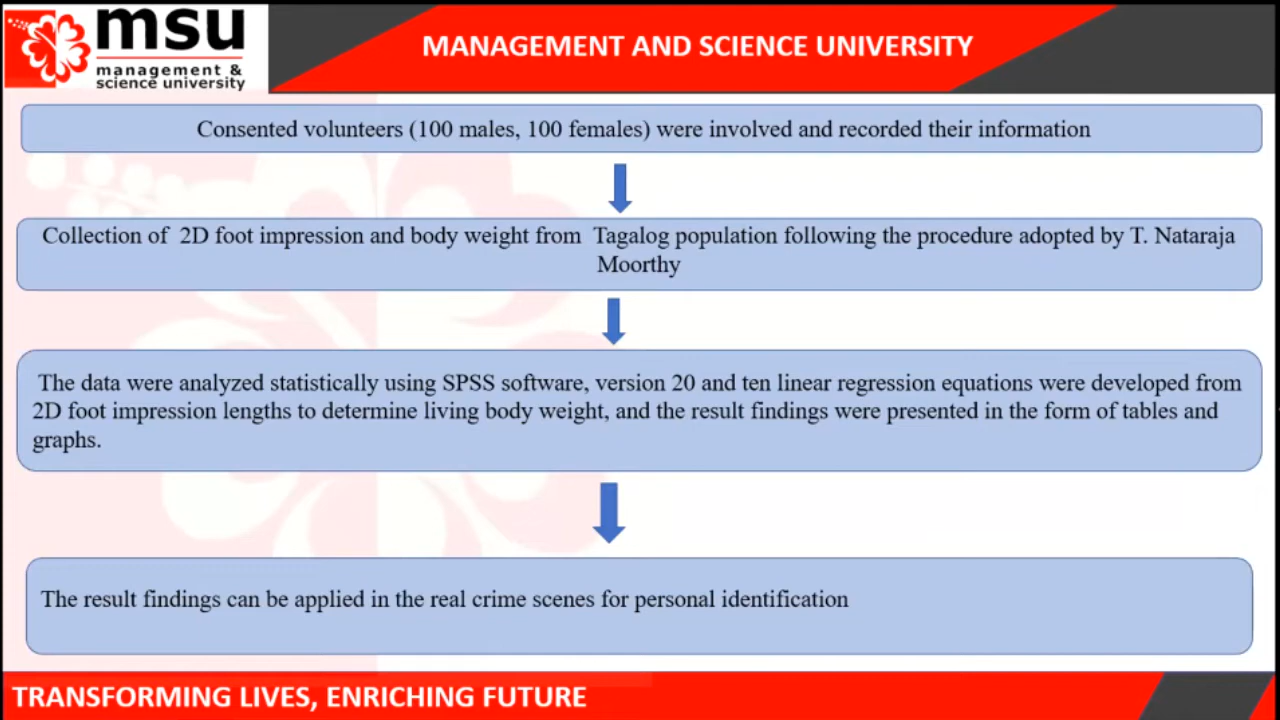 msu
management &
science university
MANAGEMENT AND SCIENCE UNIVERSITY
Consented volunteers (100 males, 100 females) were involved and recorded their information
Collection of 2D foot impression and body weight from Tagalog population following the procedure adopted by T. Nataraja
Moorthy
The data were analyzed statistically using SPSS software, version 20 and ten linear regression equations were developed from
2D foot impression lengths to determine living body weight, and the result findings were presented in the form of tables and
graphs.
The result findings can be applied in the real crime scenes for personal identification
TRANSFORMING LIVES, ENRICHING FUTURE